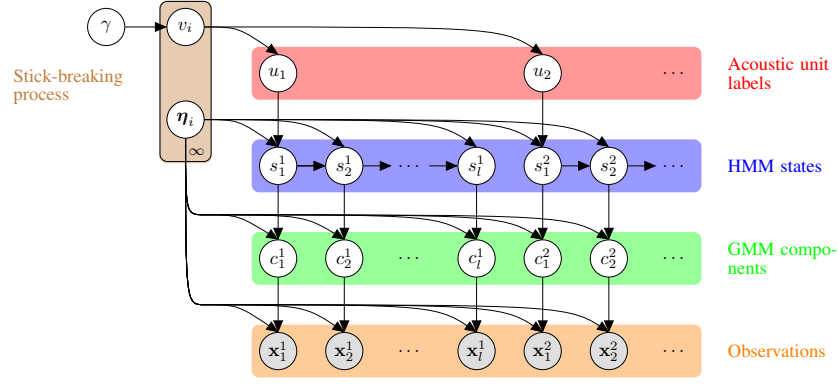 γ v_i
Stick-breaking
process
u_1 u_2 ...
Acoustic unit
labels
η_i
∞
s_1^1 s_2^1 ... s_l^1 s_1^2 s_2^2 ...
HMM states
c_1^1 c_2^1 ... c_l^1 c_1^2 c_2^2 ...
GMM compo-
nents
x_1^1 x_2^1 ... x_l^1 x_1^2 x_2^2 ...
Observations